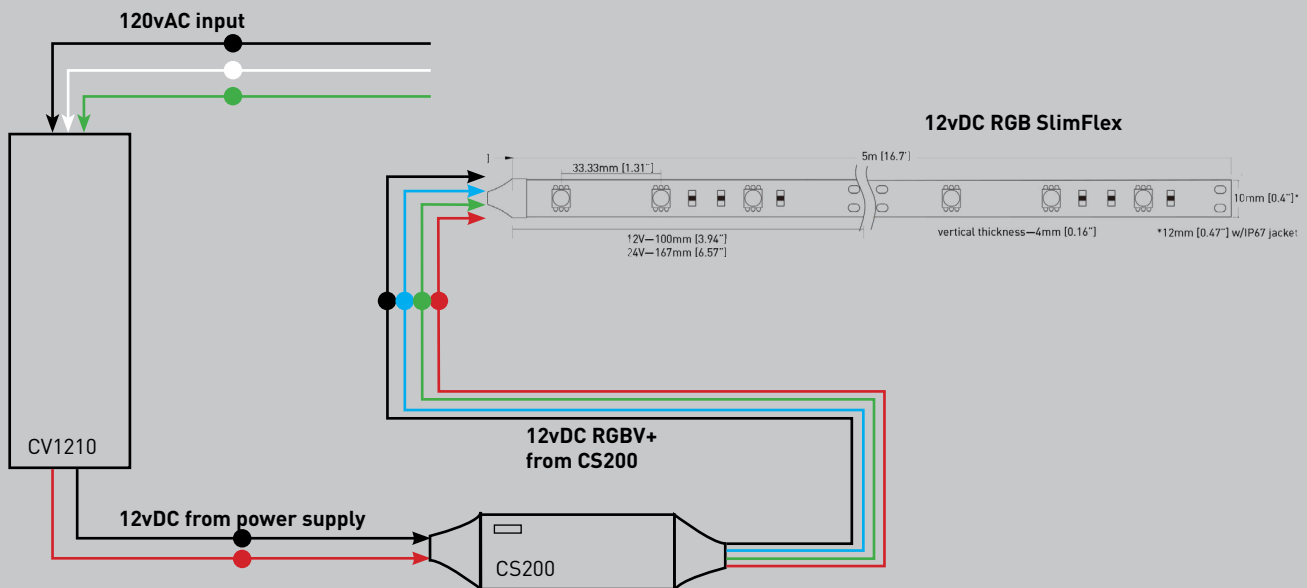 120vAC input
12vDC RGB SlimFlex
5m [16.7']
33.33mm [1.31"]
10mm [0.4"]*
12V—100mm [3.94"]
24V—167mm [6.57"]
vertical thickness—4mm [0.16"]
*12mm [0.47"] w/IP67 jacket
CV1210
12vDC RGBV+
from CS200
12vDC from power supply
CS200